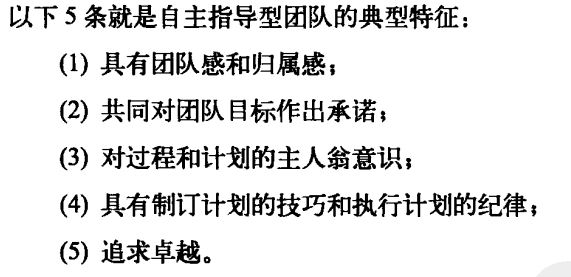 以下 5 条就是自主指导型团队的典型特征：
(1) 具有团队感和归属感；
(2) 共同对团队目标作出承诺；
(3) 对过程和计划的主人翁意识；
(4) 具有制订计划的技巧和执行计划的纪律；
(5) 追求卓越。